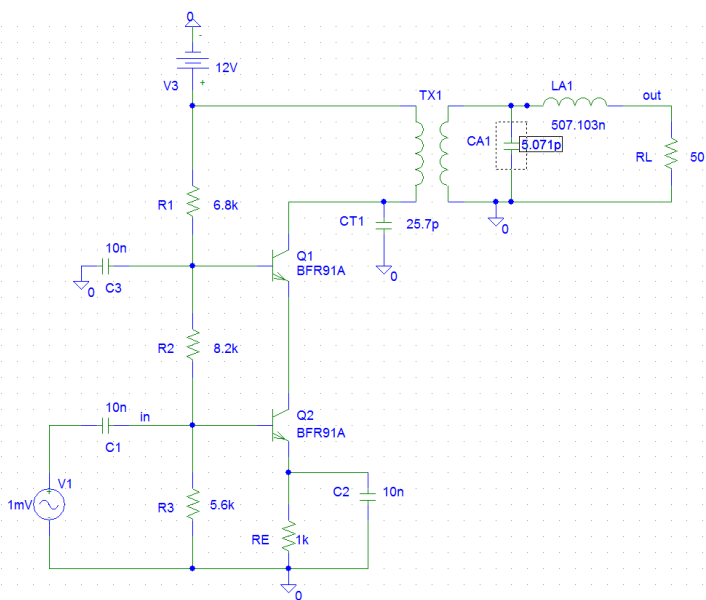 0
-
12V
V3
+
TX1
LA1
out
507.103n
CA1
5.071p
RL
50
R1
6.8k
CT1
25.7p
0
10n
Q1
BFR91A
0
0
C3
R2
8.2k
10n
in
Q2
BFR91A
C1
V1
+
1mV
-
R3
5.6k
C2
10n
RE
1k
0